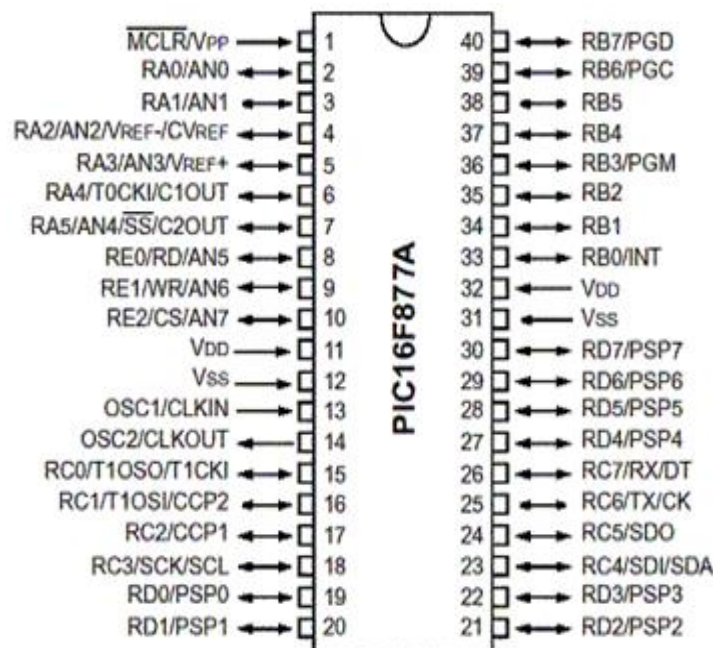 MCLR/VPP 1 40 RB7/PGD
RA0/AN0 2 39 RB6/PGC
RA1/AN1 3 38 RB5
RA2/AN2/VREF-/CVREF 4 37 RB4
RA3/AN3/VREF+ 5 36 RB3/PGM
RA4/T0CKI/C1OUT 6 35 RB2
RA5/AN4/SS/C2OUT 7 34 RB1
RE0/RD/AN5 8 33 RB0/INT
RE1/WR/AN6 9 32 VDD
RE2/CS/AN7 10 31 VSS
VDD 11 30 RD7/PSP7
VSS 12 29 RD6/PSP6
OSC1/CLKIN 13 28 RD5/PSP5
OSC2/CLKOUT 14 27 RD4/PSP4
RC0/T1OSO/T1CKI 15 26 RC7/RX/DT
RC1/T1OSI/CCP2 16 25 RC6/TX/CK
RC2/CCP1 17 24 RC5/SDO
RC3/SCK/SCL 18 23 RC4/SDI/SDA
RD0/PSP0 19 22 RD3/PSP3
RD1/PSP1 20 21 RD2/PSP2
PIC16F877A